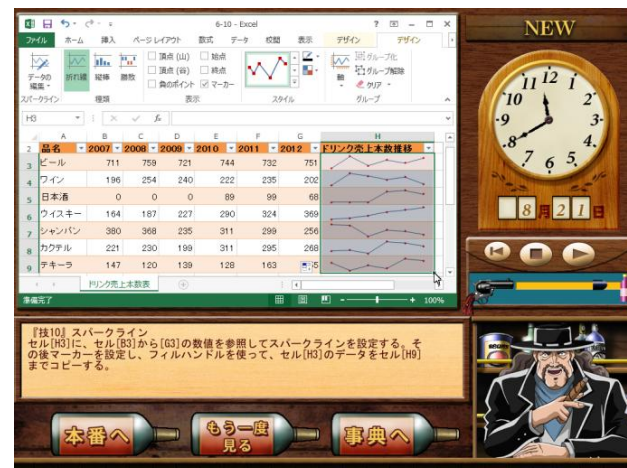 6-10 - Excel
ファイル ホーム 挿入 ページレイアウト 数式 データ 校閲 表示 デザイン デザイン
データの編集 折れ線 縦棒 勝敗 頂点 (山) 始点 軸 グループ化
頂点 (谷) 終点 グループ解除
負のポイント マーカー クリア
スパークライン 種類 表示 スタイル グループ
H3 fx
A B C D E F G H
2 品名 2007 2008 2009 2010 2011 2012 ドリンク売上本数推移
3 ビール 711 759 721 744 732 751
4 ワイン 196 254 240 222 235 202
5 日本酒 0 0 0 89 99 68
6 ウイスキー 164 187 227 290 324 369
7 シャンパン 380 368 235 311 299 256
8 カクテル 221 230 199 311 295 268
9 テキーラ 147 120 139 128 163 5
ドリンク売上本数表
準備完了 100%
NEW
11 12 1
10 2
9 3
8 4
7 6 5
8月21日
『技10』スパークライン
セル[H3]に、セル[B3]から[G3]の数値を参照してスパークラインを設定する。そ
の後マーカーを設定し、フィルハンドルを使って、セル[H3]のデータをセル[H9]
までコピーする。
本番へ
もう一度
見る
事典へ